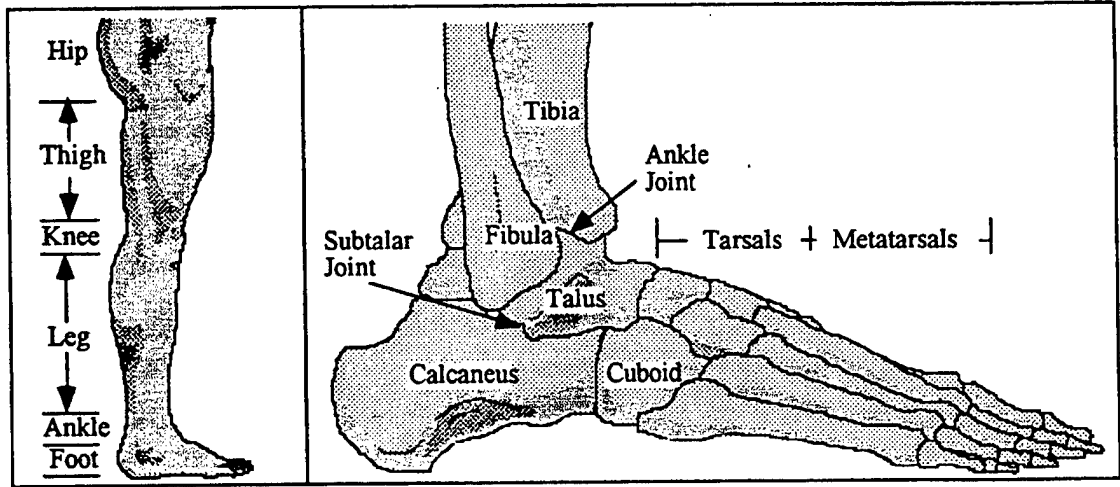 Hip
Thigh
Knee
Leg
Ankle
Foot
Tibia
Ankle
Joint
Fibula
Subtalar
Joint
Tarsals
Metatarsals
Talus
Calcaneus
Cuboid